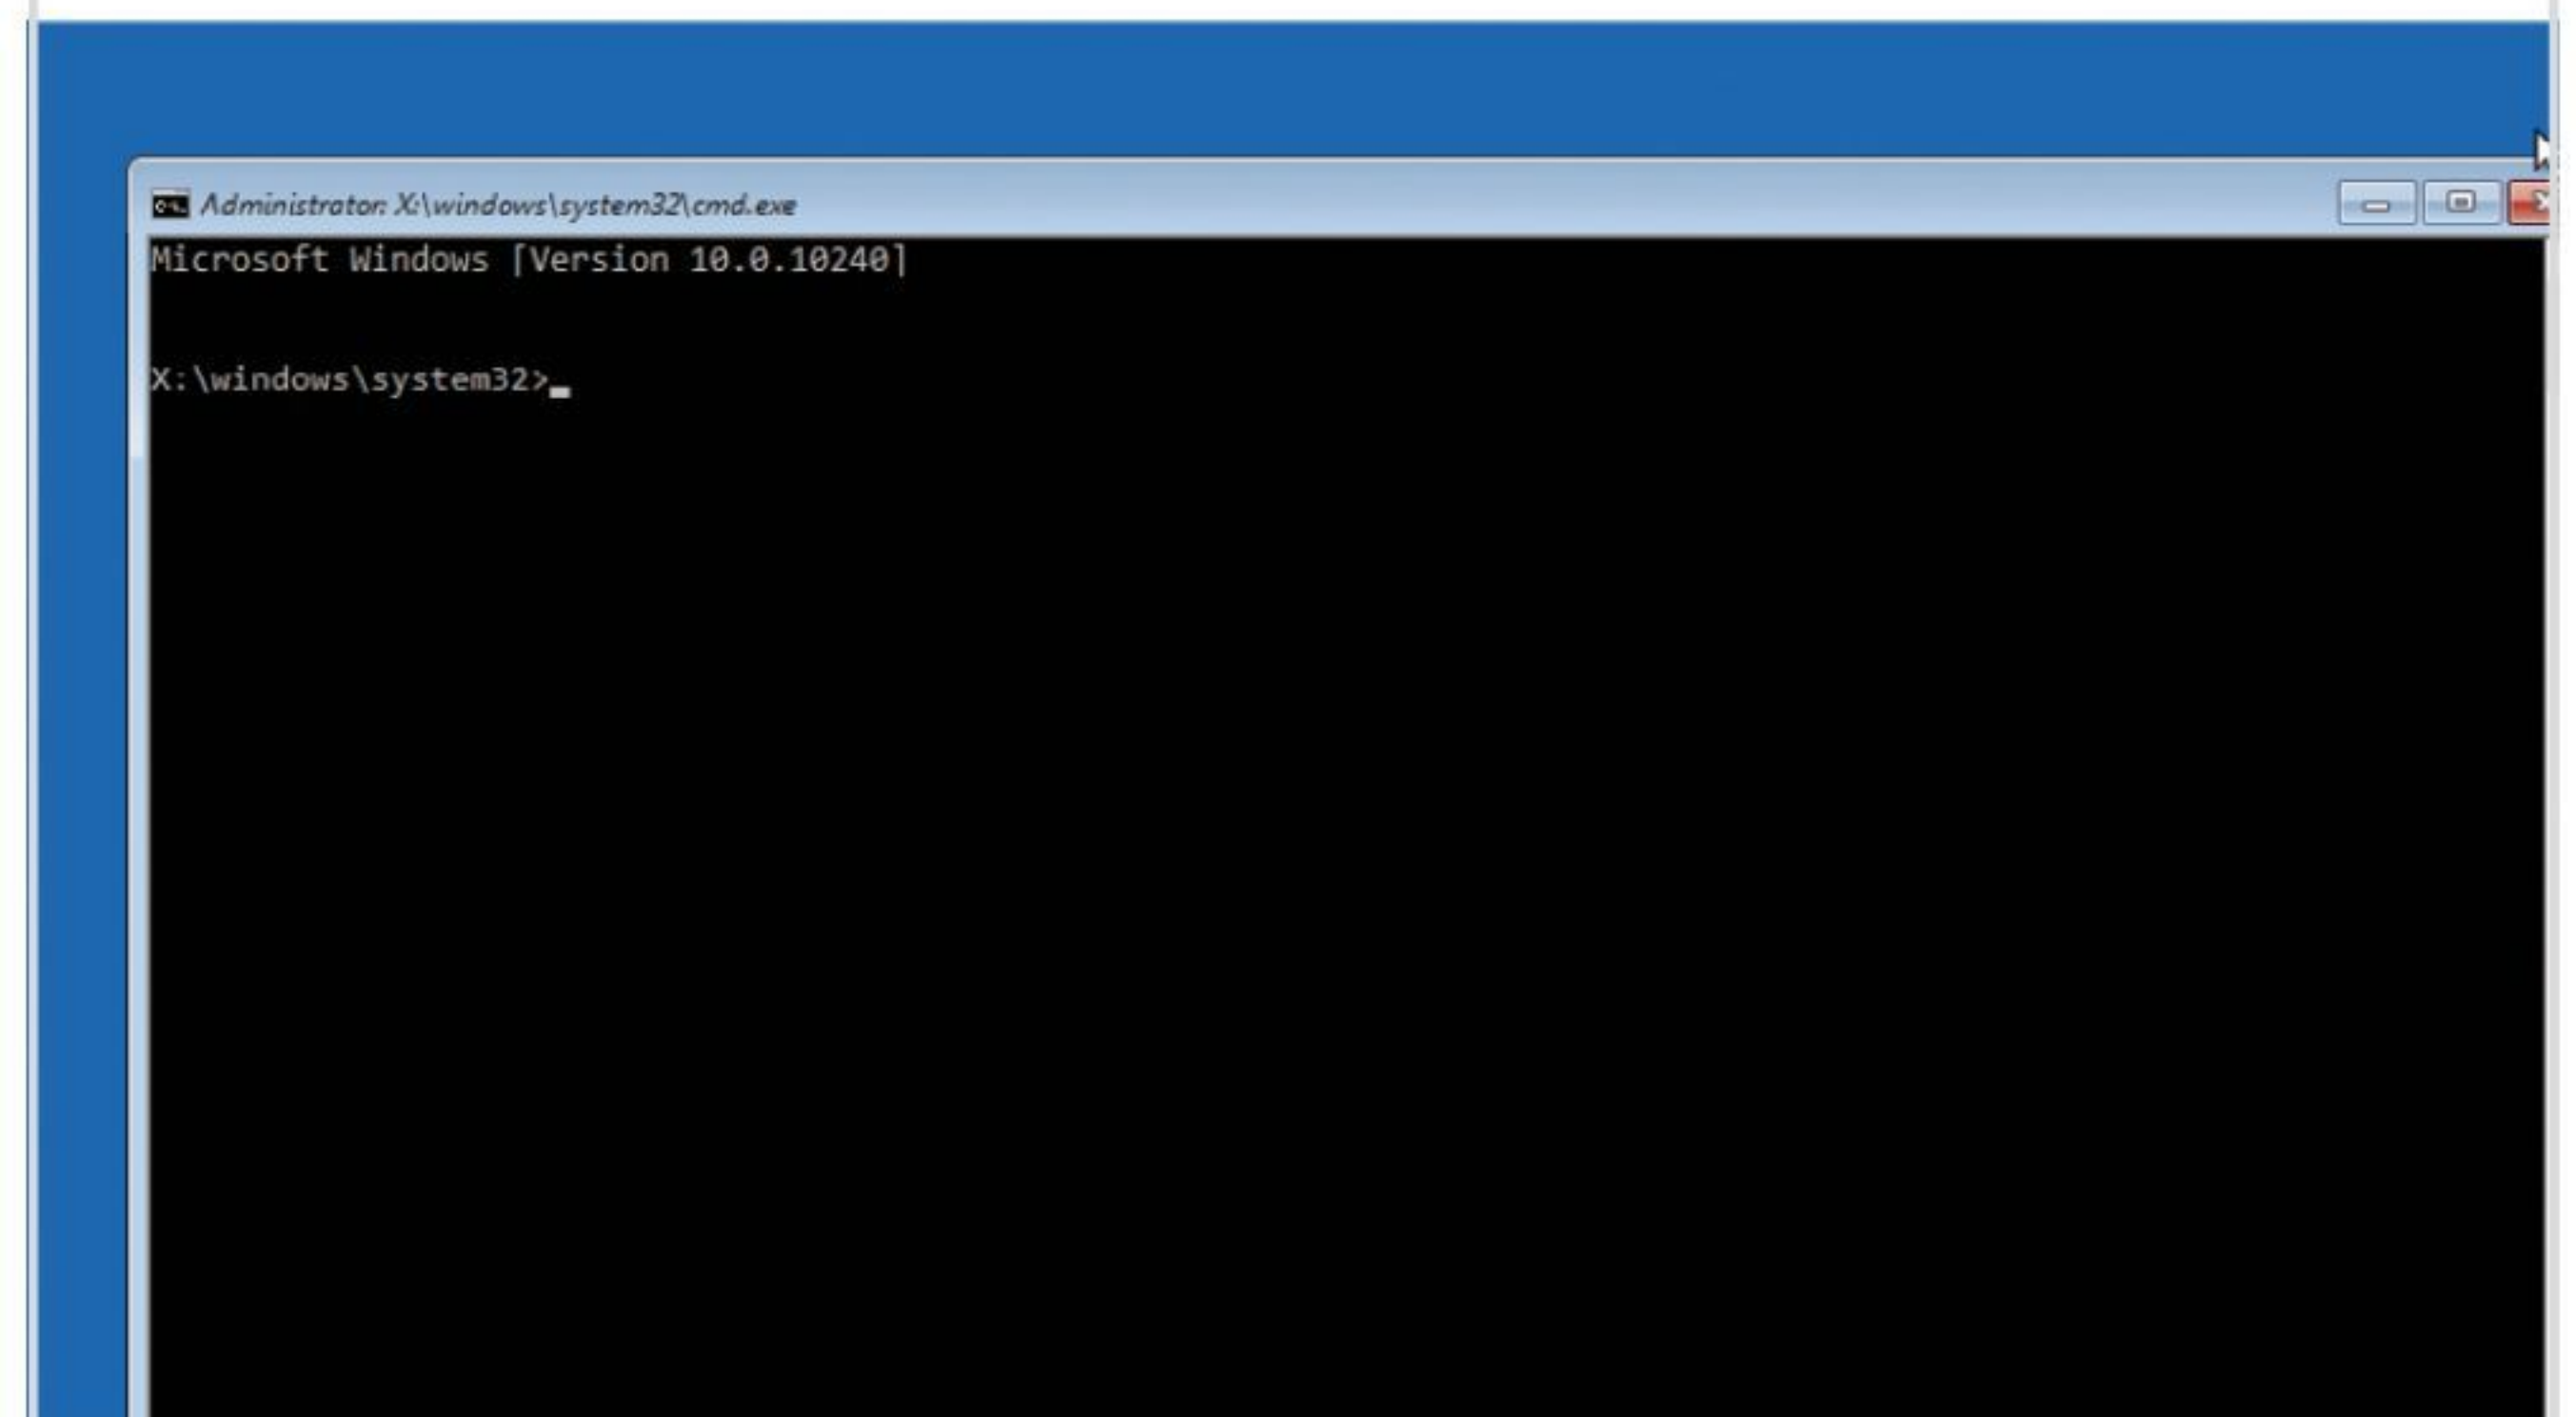 Administrator: X:\windows\system32\cmd.exe
Microsoft Windows [Version 10.0.10240]
X:\windows\system32>